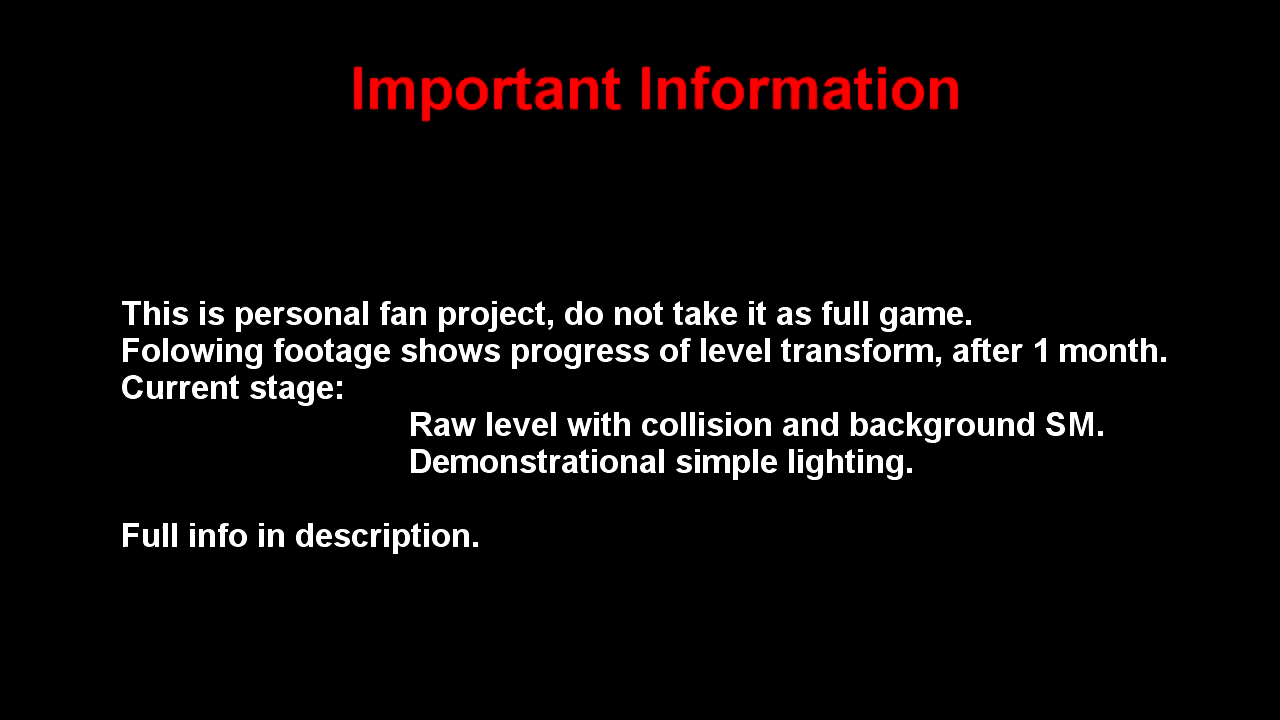 Important Information
This is personal fan project, do not take it as full game.
Folowing footage shows progress of level transform, after 1 month.
Current stage:
Raw level with collision and background SM.
Demonstrational simple lighting.
Full info in description.